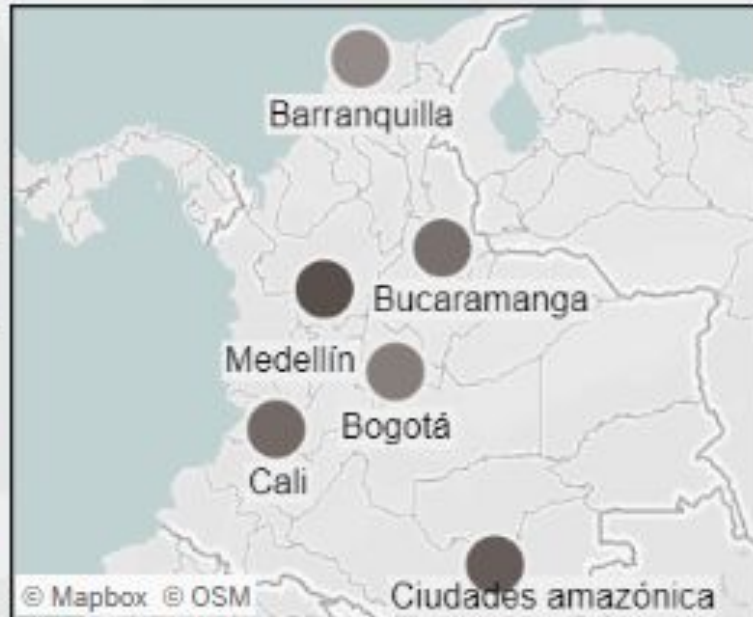 Barranquilla
Bucaramanga
Medellín
Bogotá
Cali
Ciudades amazónica
© Mapbox © OSM